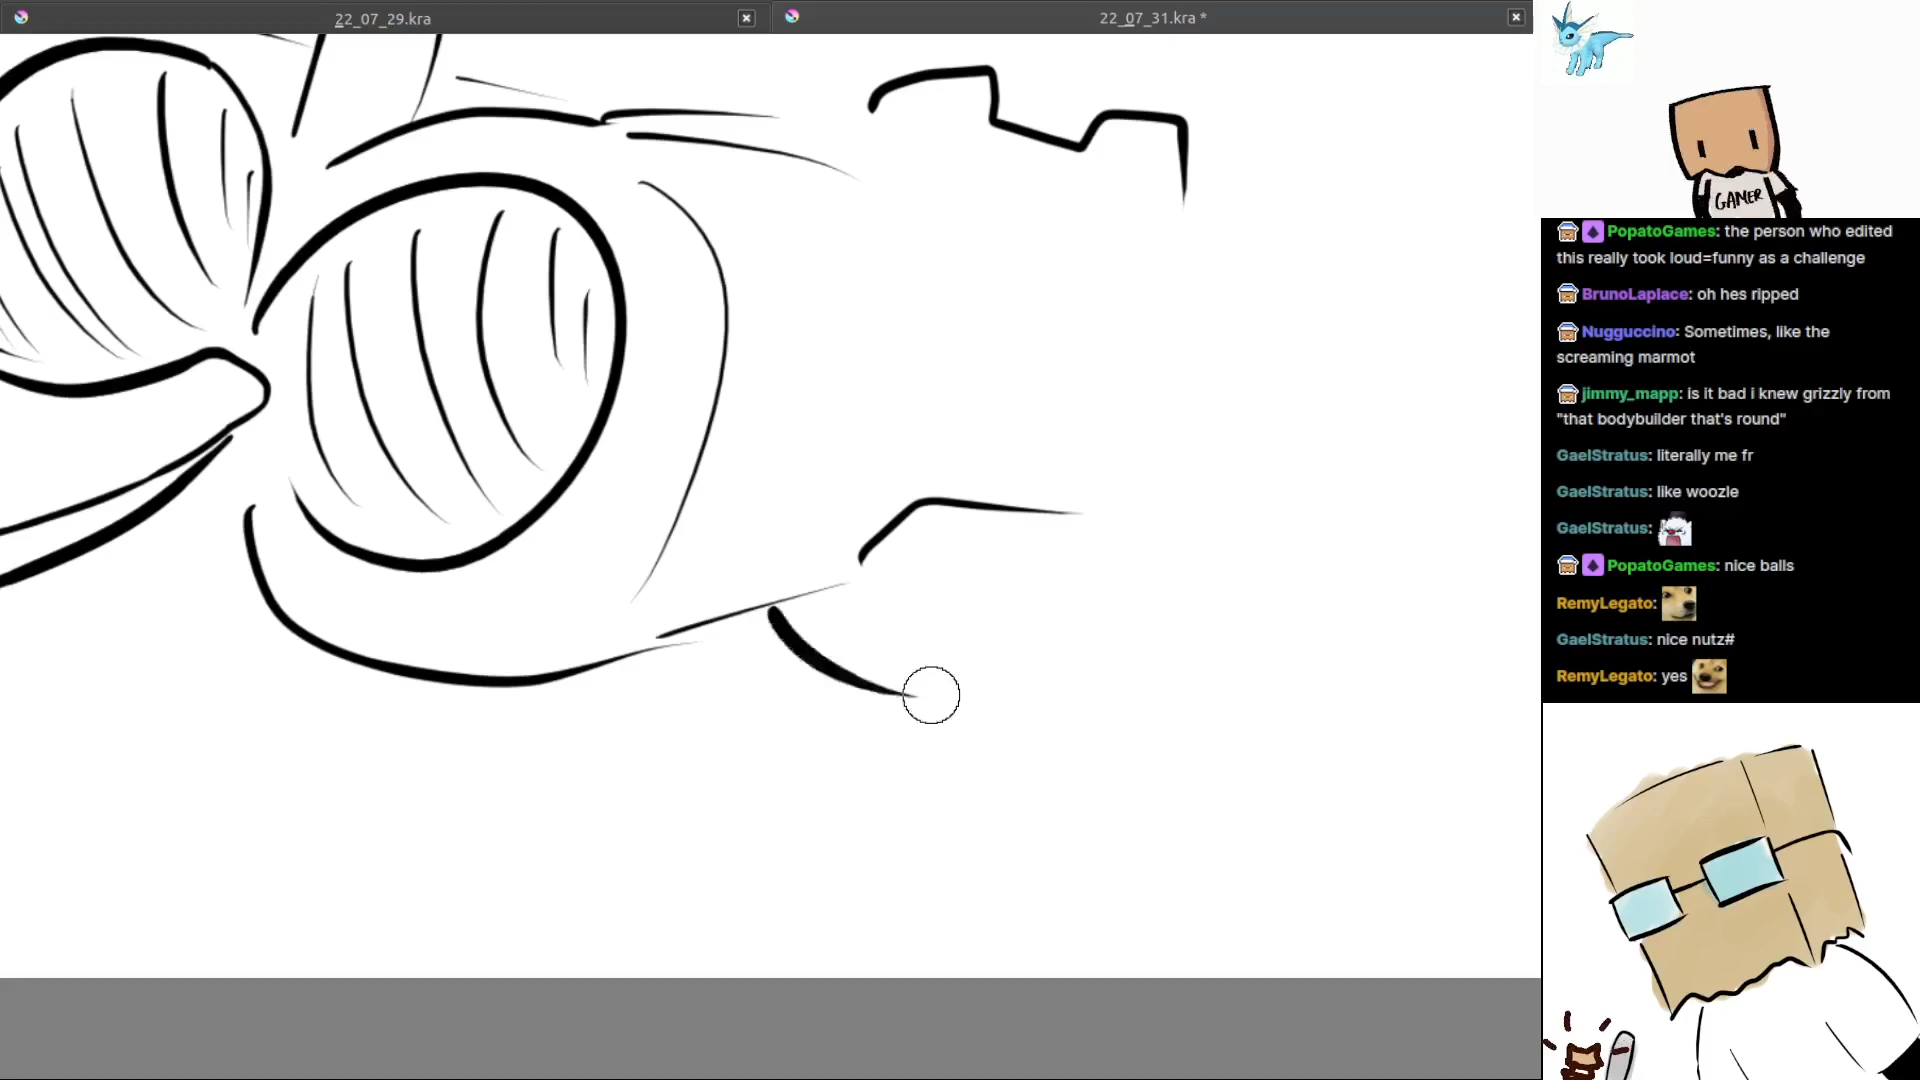 22_07_29.kra
22_07_31.kra *
GAMER
PopatoGames: the person who edited
this really took loud=funny as a challenge
BrunoLaplace: oh hes ripped
Nugguccino: Sometimes, like the
screaming marmot
jimmy_mapp: is it bad i knew grizzly from
"that bodybuilder that's round"
GaelStratus: literally me fr
GaelStratus: like woozle
GaelStratus:
PopatoGames: nice balls
RemyLegato:
GaelStratus: nice nutz#
RemyLegato: yes